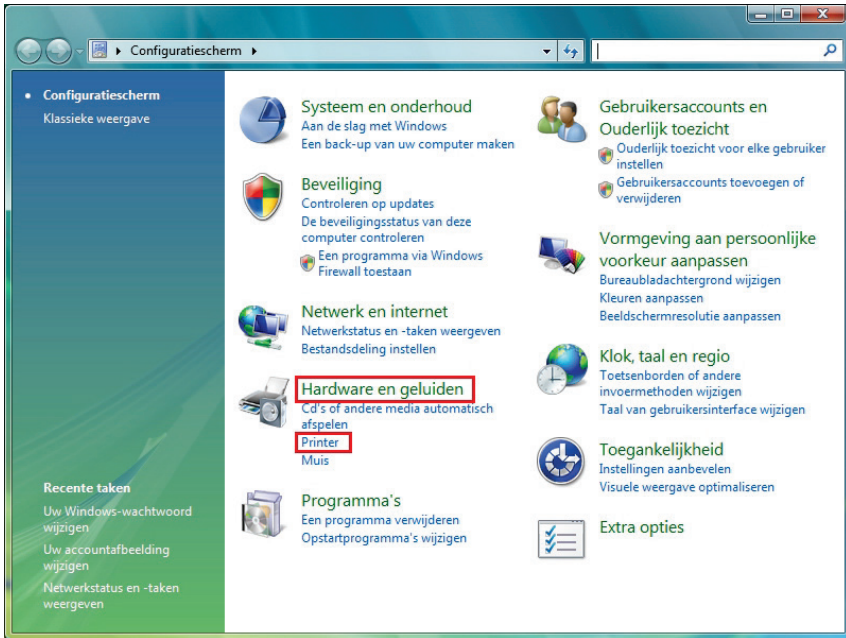 Configuratiescherm
Configuratiescherm
Klassieke weergave
Recente taken
Uw Windows-wachtwoord
wijzigen
Uw accountafbeelding
wijzigen
Netwerkstatus en -taken
weergeven
Systeem en onderhoud
Aan de slag met Windows
Een back-up van uw computer maken
Beveiliging
Controleren op updates
De beveiligingsstatus van deze
computer controleren
Een programma via Windows
Firewall toestaan
Netwerk en internet
Netwerkstatus en -taken weergeven
Bestandsdeling instellen
Hardware en geluiden
Cd's of andere media automatisch
afspelen
Printer
Muis
Programma's
Een programma verwijderen
Opstartprogramma's wijzigen
Gebruikersaccounts en
Ouderlijk toezicht
Ouderlijk toezicht voor elke gebruiker
instellen
Gebruikersaccounts toevoegen of
verwijderen
Vormgeving aan persoonlijke
voorkeur aanpassen
Bureaubladachtergrond wijzigen
Kleuren aanpassen
Beeldschermresolutie aanpassen
Klok, taal en regio
Toetsenborden of andere
invoermethoden wijzigen
Taal van gebruikersinterface wijzigen
Toegankelijkheid
Instellingen aanbevelen
Visuele weergave optimaliseren
Extra opties